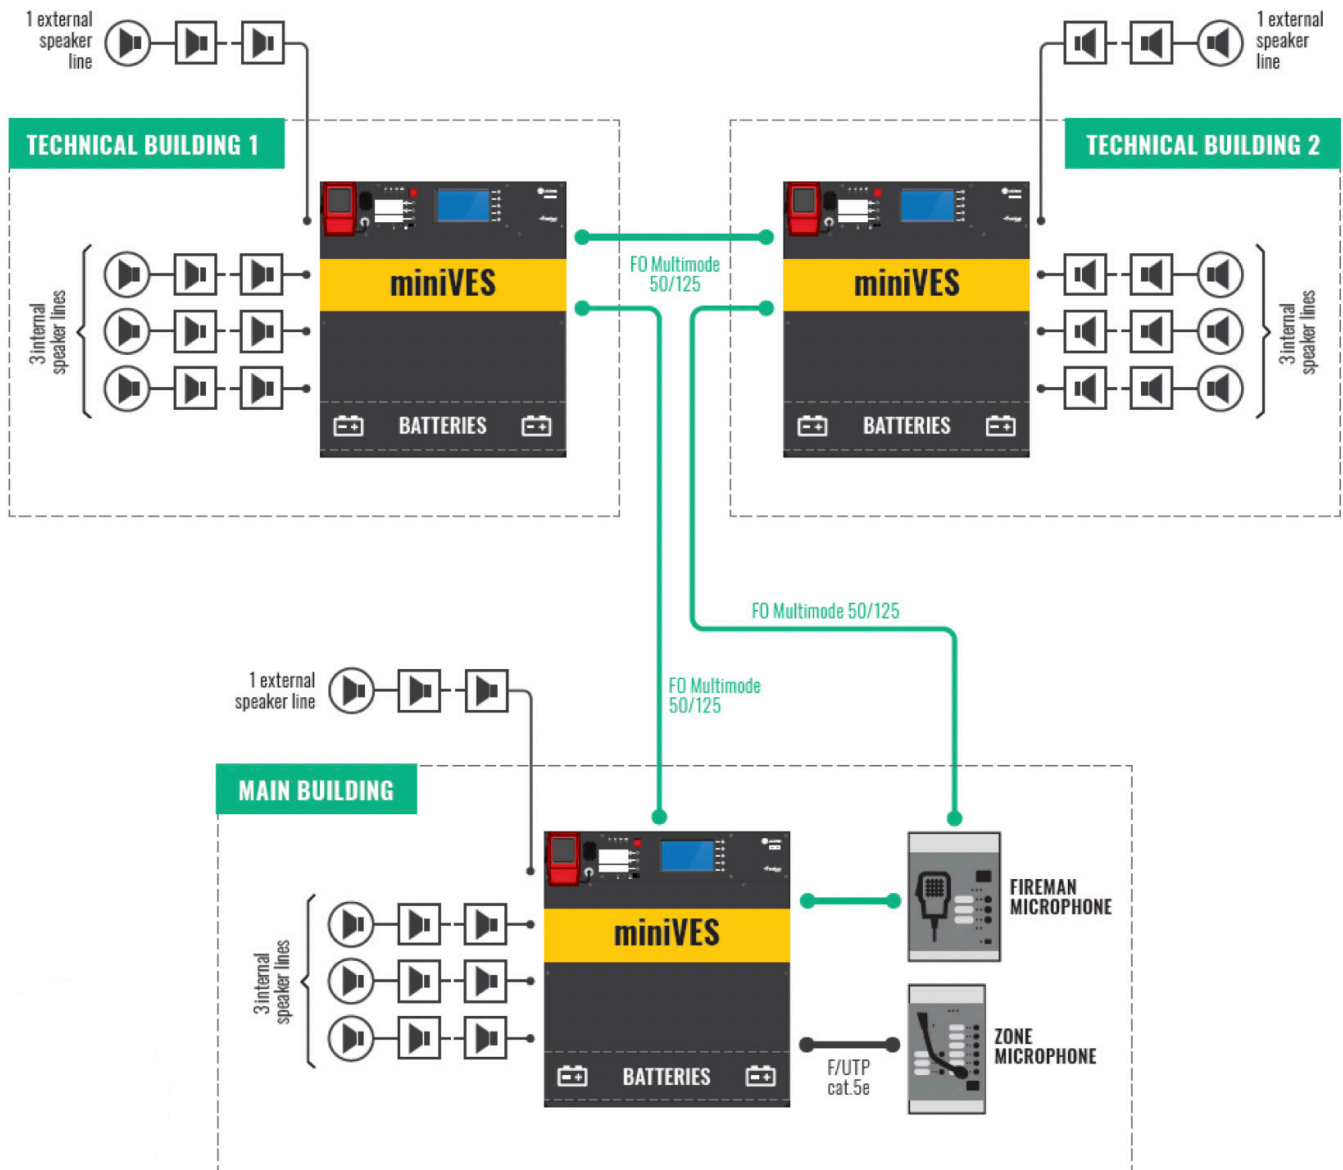 1 external
speaker
line
1 external
speaker
line
TECHNICAL BUILDING 1
TECHNICAL BUILDING 2
FO Multimode
50/125
miniVES
miniVES
3 internal
speaker lines
3 internal
speaker lines
BATTERIES
BATTERIES
FO Multimode 50/125
1 external
speaker line
FO Multimode
50/125
MAIN BUILDING
FIREMAN
MICROPHONE
miniVES
3 internal
speaker lines
ZONE
MICROPHONE
F/UTP
cat.5e
BATTERIES